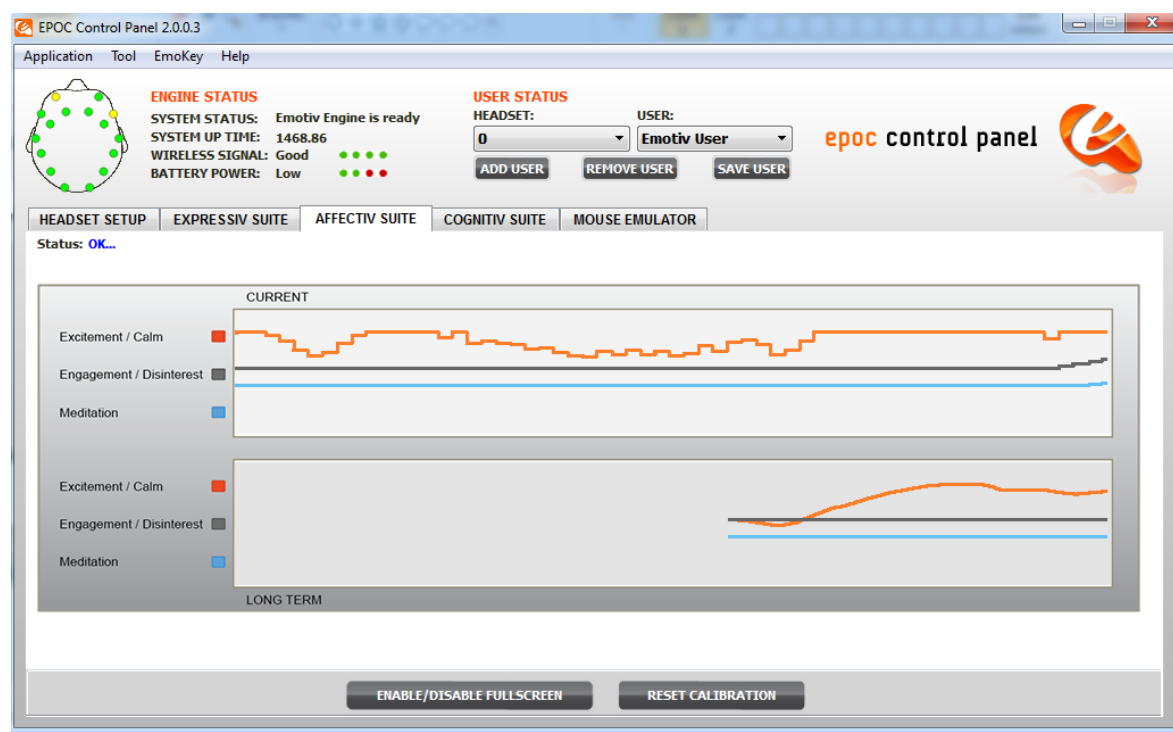 EPOC Control Panel 2.0.0.3
Application Tool EmoKey Help
ENGINE STATUS
SYSTEM STATUS: Emotiv Engine is ready
SYSTEM UP TIME: 1468.86
WIRELESS SIGNAL: Good
BATTERY POWER: Low
USER STATUS
HEADSET: USER:
0 Emotiv User
ADD USER REMOVE USER SAVE USER
epoc control panel
HEADSET SETUP EXPRESSIV SUITE AFFECTIV SUITE COGNITIV SUITE MOUSE EMULATOR
Status: OK...
CURRENT
Excitement / Calm
Engagement / Disinterest
Meditation
Excitement / Calm
Engagement / Disinterest
Meditation
LONG TERM
ENABLE/DISABLE FULLSCREEN RESET CALIBRATION